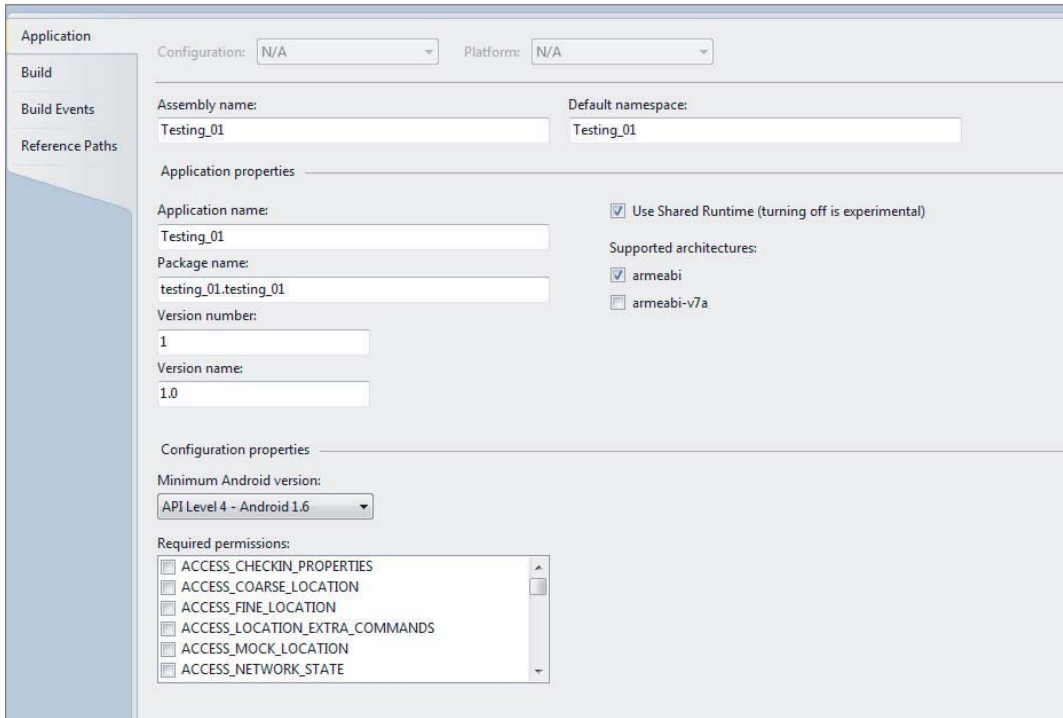 Application
Build
Build Events
Reference Paths
Configuration: N/A Platform: N/A
Assembly name: Default namespace:
Testing_01 Testing_01
Application properties
Application name:
Testing_01
Package name:
testing_01.testing_01
Version number:
1
Version name:
1.0
Use Shared Runtime (turning off is experimental)
Supported architectures:
armeabi
armeabi-v7a
Configuration properties
Minimum Android version:
API Level 4 - Android 1.6
Required permissions:
ACCESS_CHECKIN_PROPERTIES
ACCESS_COARSE_LOCATION
ACCESS_FINE_LOCATION
ACCESS_LOCATION_EXTRA_COMMANDS
ACCESS_MOCK_LOCATION
ACCESS_NETWORK_STATE